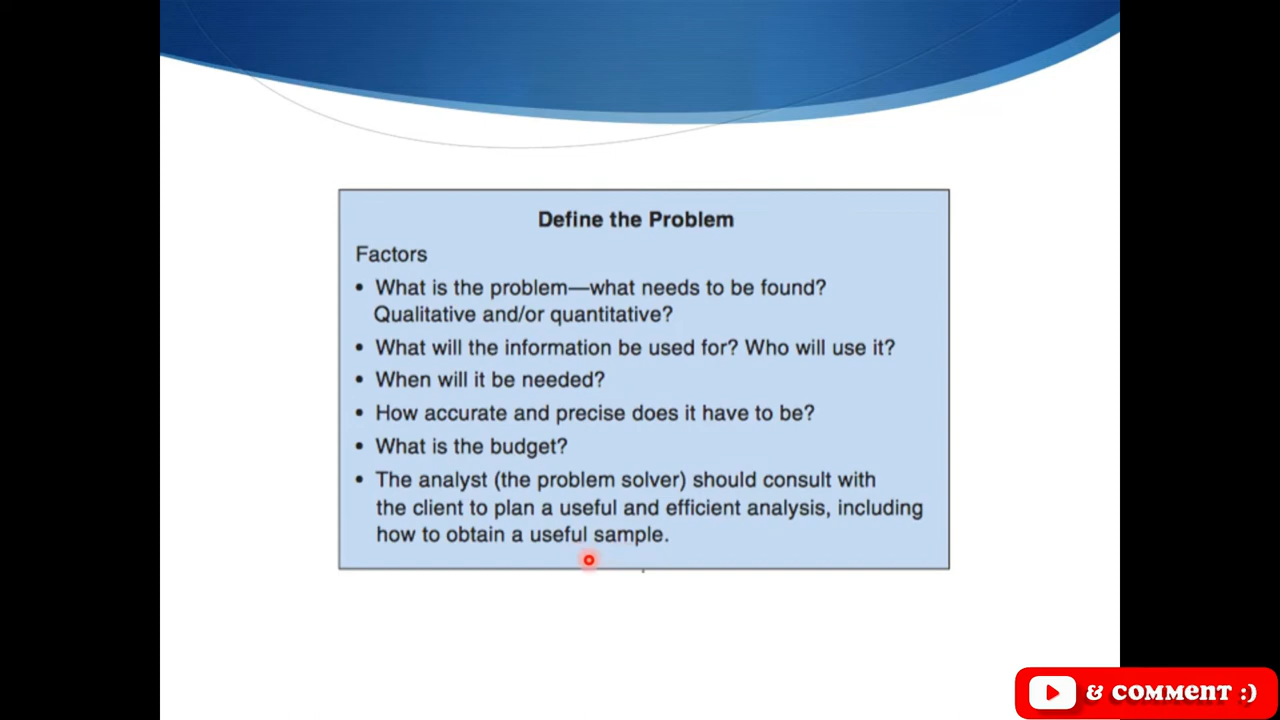 Define the Problem
Factors
• What is the problem—what needs to be found?
Qualitative and/or quantitative?
• What will the information be used for? Who will use it?
• When will it be needed?
• How accurate and precise does it have to be?
• What is the budget?
• The analyst (the problem solver) should consult with
the client to plan a useful and efficient analysis, including
how to obtain a useful sample.
& COMMENT :)